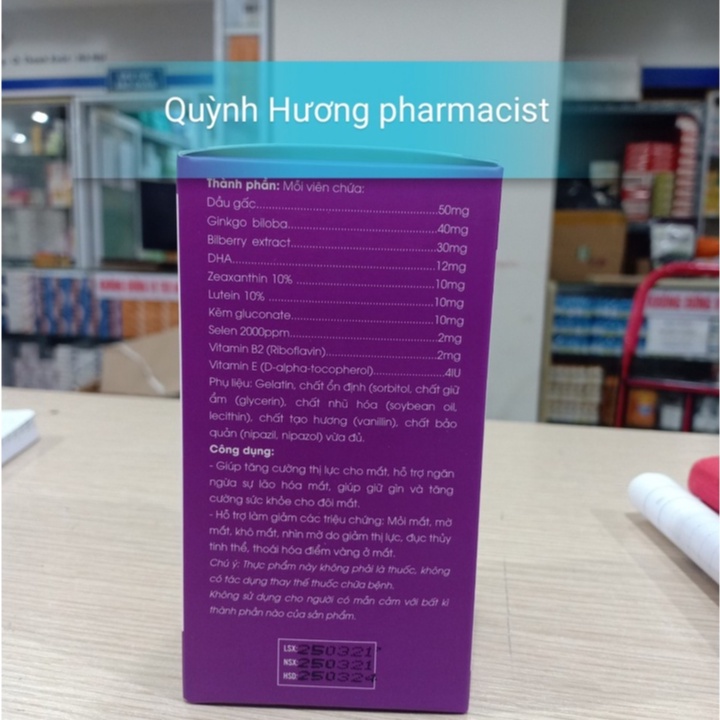 Quỳnh Hương pharmacist
Thành phần: Mỗi viên chứa:
Dầu gấc....................................50mg
Ginkgo biloba....................................40mg
Bilberry extract....................................30mg
DHA....................................12mg
Zeaxanthin 10% ....................................10mg
Lutein 10% ....................................10mg
Kẽm gluconate....................................10mg
Selen 2000ppm....................................2mg
Vitamin B2 (Riboflavin)....................................2mg
Vitamin E (D-alpha-tocopherol)....................4IU
Phụ liệu: Gelatin, chất ổn định (sorbitol, chất giữ
ẩm (glycerin), chất nhũ hóa (soybean oil,
lecithin), chất tạo hương (vanillin), chất bảo
quản (nipazil, nipazol) vừa đủ.
Công dụng:
- Giúp tăng cường thị lực cho mắt, hỗ trợ ngăn
ngừa sự lão hóa mắt, giúp giữ gìn và tăng
cường sức khỏe cho đôi mắt.
- Hỗ trợ làm giảm các triệu chứng: Mỏi mắt, mờ
mắt, khô mắt, nhìn mờ do giảm thị lực, đục thủy
tinh thể, thoái hóa điểm vàng ở mắt.
Chú ý: Thực phẩm này không phải là thuốc, không
có tác dụng thay thế thuốc chữa bệnh.
Không sử dụng cho người có mẫn cảm với bất kì
thành phần nào của sản phẩm.
LSX: 250321
NSX: 250321
HSD: 250324